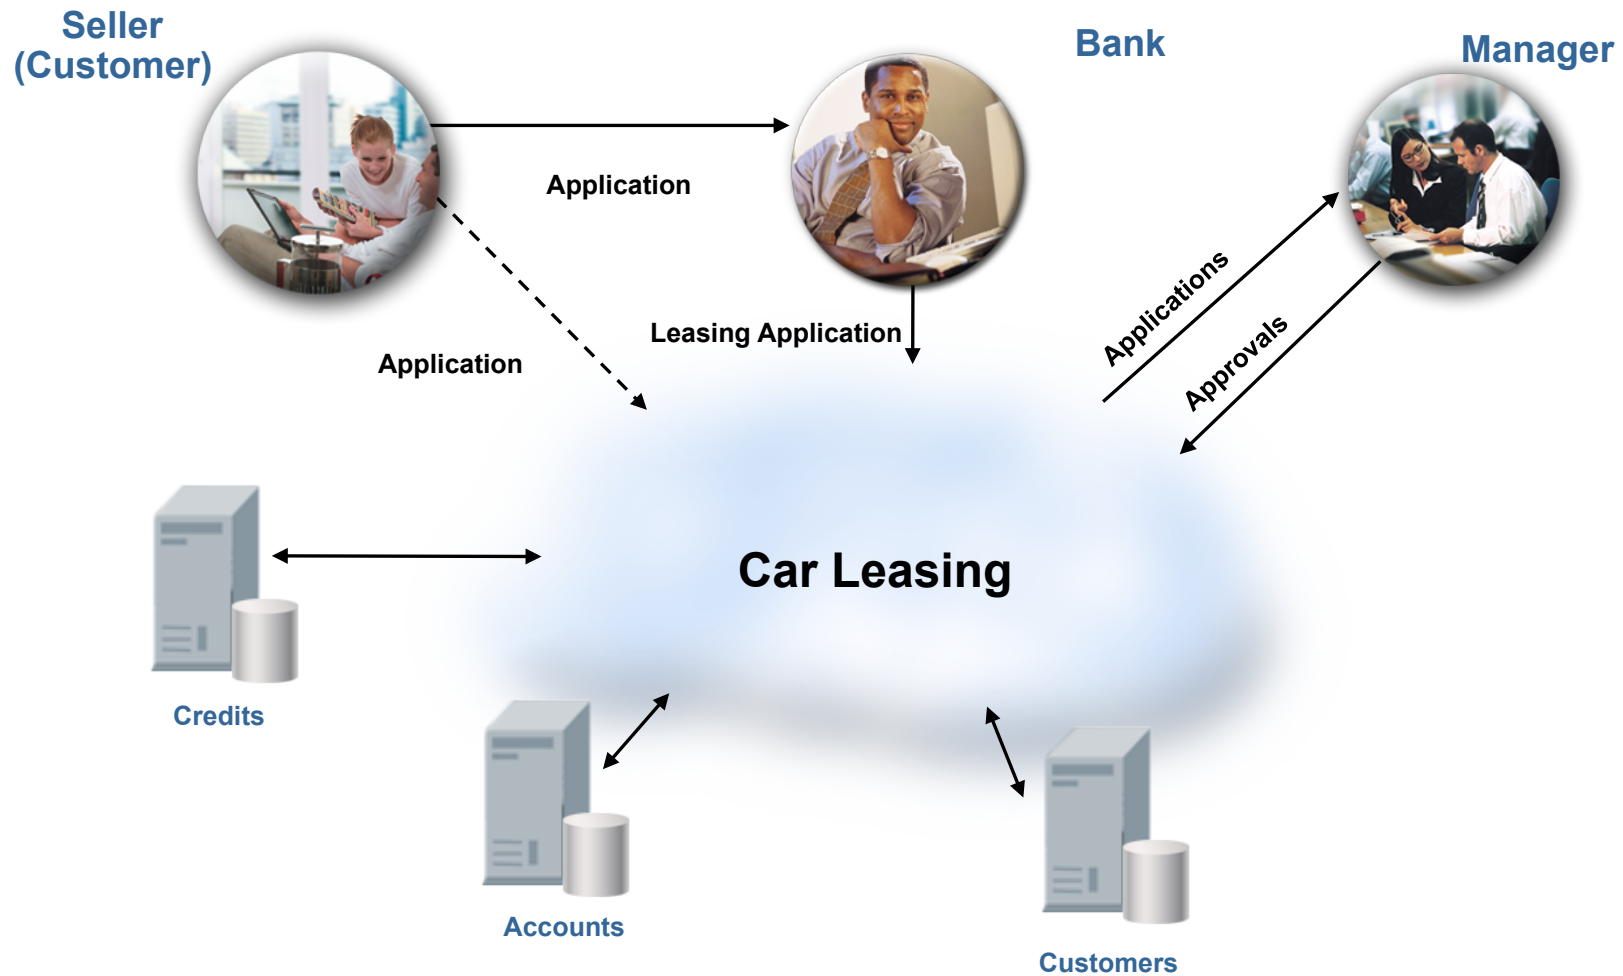 Seller
(Customer)
Bank
Manager
Application
Applications
Leasing Application
Approvals
Application
Car Leasing
Credits
Accounts
Customers